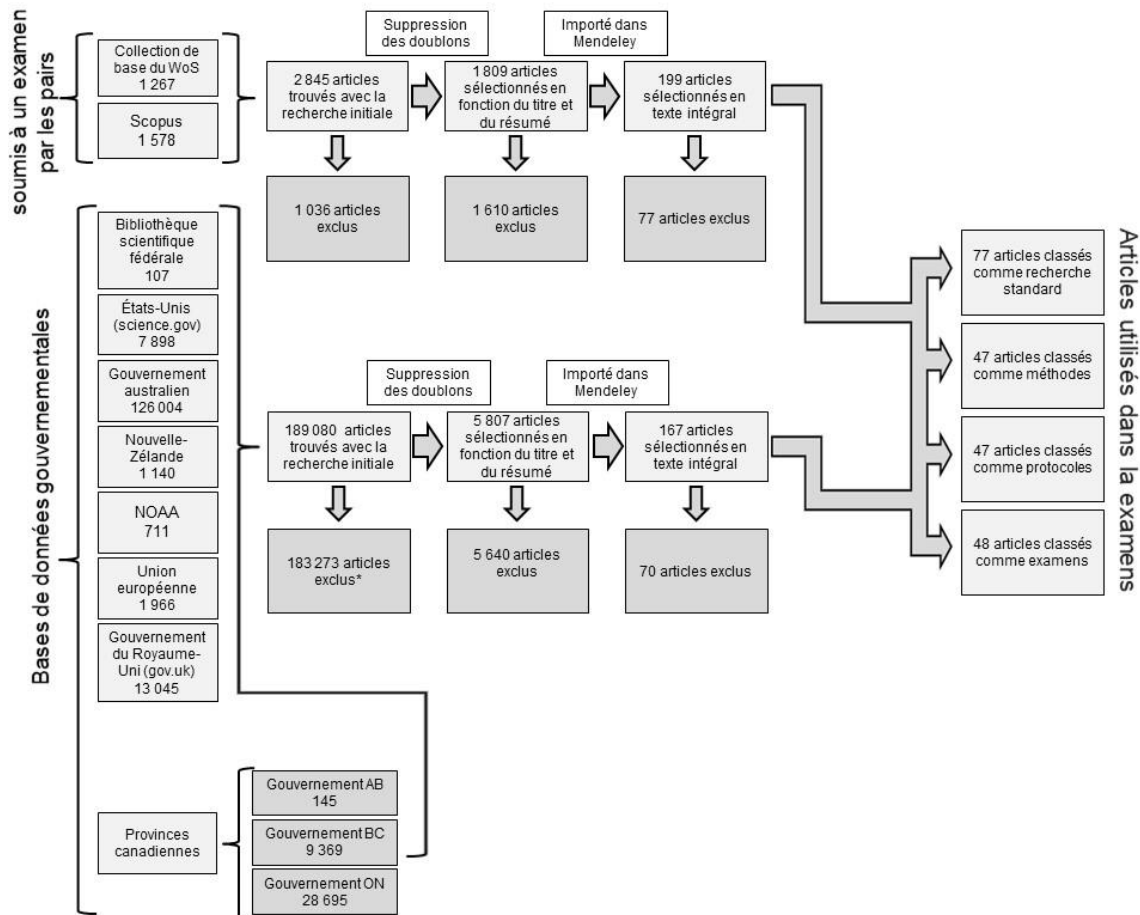 soumis à un examen
par les pairs
Collection de
base du WoS
1 267
Scopus
1 578
Suppression
des doublons
Importé dans
Mendeley
2 845 articles
trouvés avec la
recherche initiale
1 809 articles
sélectionnés en
fonction du titre et
du résumé
199 articles
sélectionnés en
texte intégral
1 036 articles
exclus
1 610 articles
exclus
77 articles exclus
Bases de données gouvernementales
Bibliothèque
scientifique
fédérale
107
États-Unis
(science.gov)
7 898
Gouvernement
australien
126 004
Nouvelle-
Zélande
1 140
NOAA
711
Union
européenne
1 966
Gouvernement
du Royaume-
Uni (gov.uk)
13 045
Provinces
canadiennes
Gouvernement AB
145
Gouvernement BC
9 369
Gouvernement ON
28 695
Suppression
des doublons
Importé dans
Mendeley
189 080 articles
trouvés avec la
recherche initiale
5 807 articles
sélectionnés en
fonction du titre et
du résumé
167 articles
sélectionnés en
texte intégral
183 273 articles
exclus*
5 640 articles
exclus
70 articles exclus
77 articles classés
comme recherche
standard
47 articles classés
comme méthodes
47 articles classés
comme protocoles
48 articles classés
comme examens
Articles utilisés dans la examens